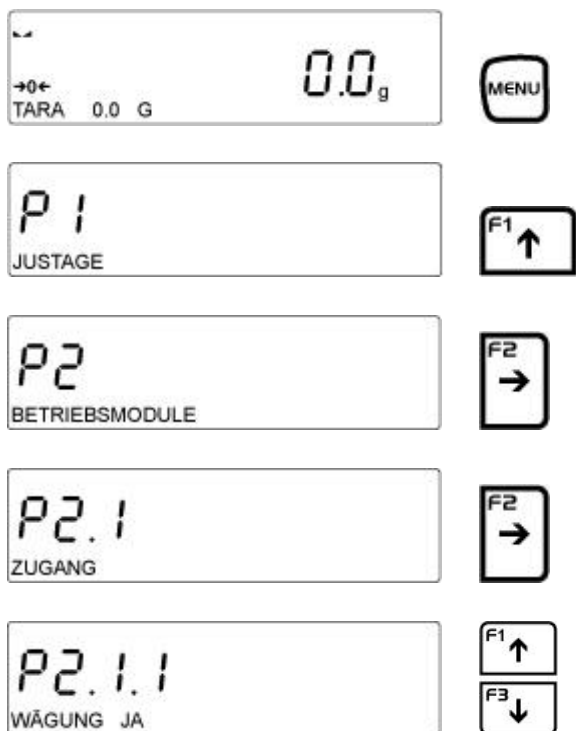 →0←
0.0 g
TARA 0.0 G
MENU
P1
JUSTAGE
F1 ↑
P2
BETRIEBSMODULE
F2 →
P2.1
ZUGANG
F2 →
P2.1.1
WÄGUNG JA
F1 ↑
F3 ↓